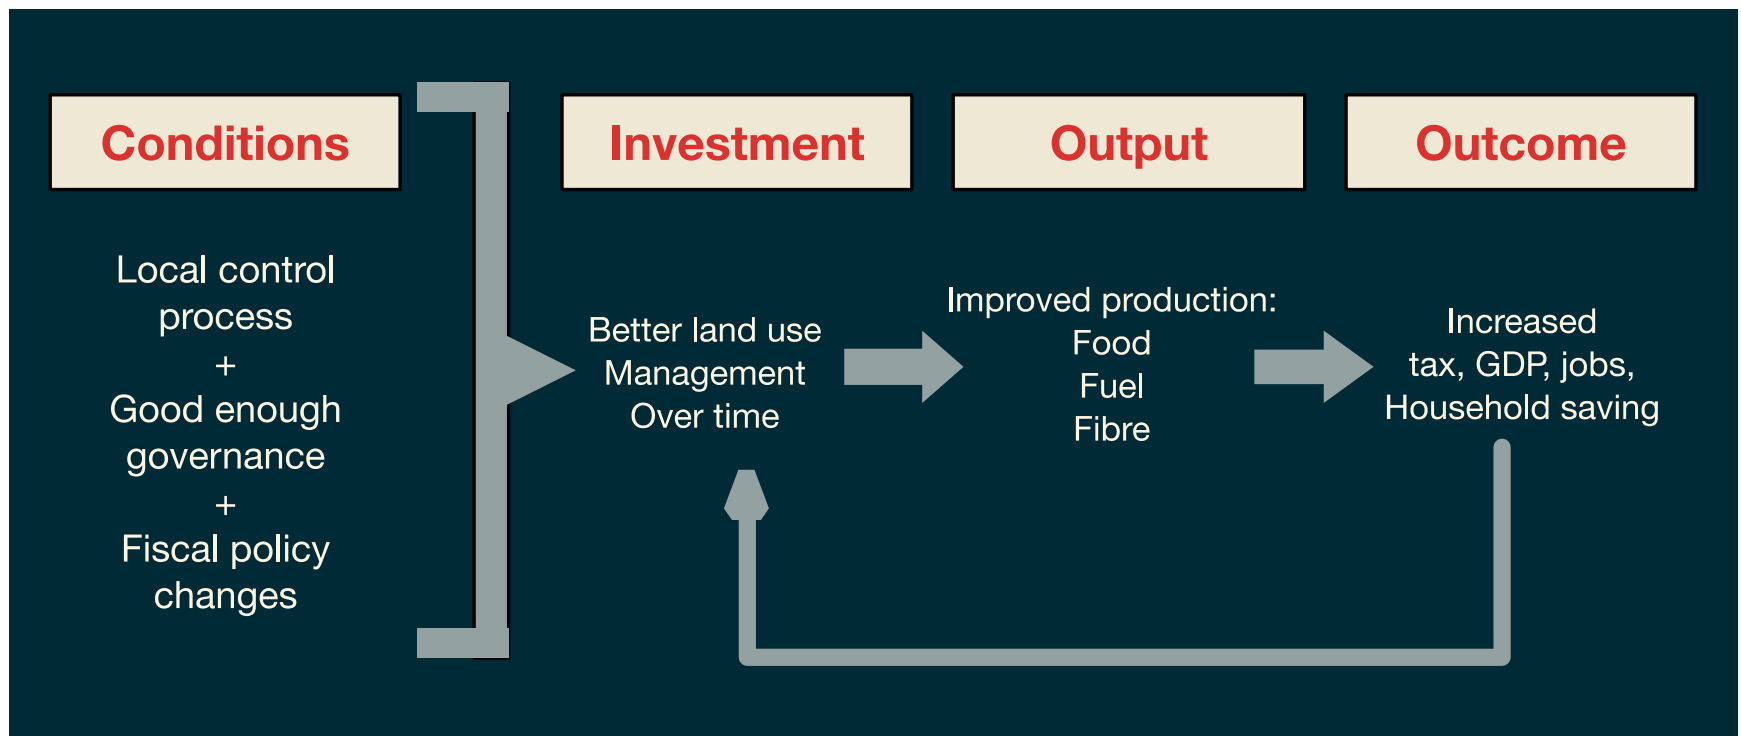 Conditions
Local control
process
+
Good enough
governance
+
Fiscal policy
changes
Investment
Better land use
Management
Over time
Output
Improved production:
Food
Fuel
Fibre
Outcome
Increased
tax, GDP, jobs,
Household saving